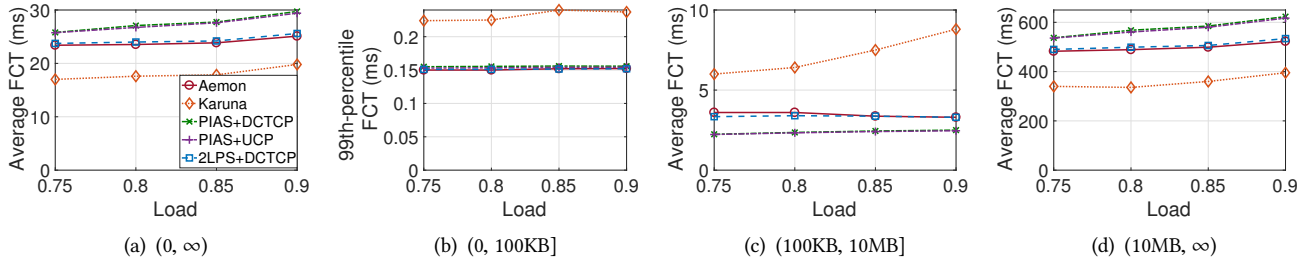 Average FCT (ms)
30
20
10
0
0.75
0.8
0.85
0.9
Load
Aemon
Karuna
PIAS+DCTCP
PIAS+UCP
2LPS+DCTCP
(a) (0, ∞)
99th-percentile
FCT (ms)
0.2
0.15
0.1
0.05
0
0.75
0.8
0.85
0.9
Load
(b) (0, 100KB]
Average FCT (ms)
10
5
0
0.75
0.8
0.85
0.9
Load
(c) (100KB, 10MB]
Average FCT (ms)
600
400
200
0
0.75
0.8
0.85
0.9
Load
(d) (10MB, ∞)